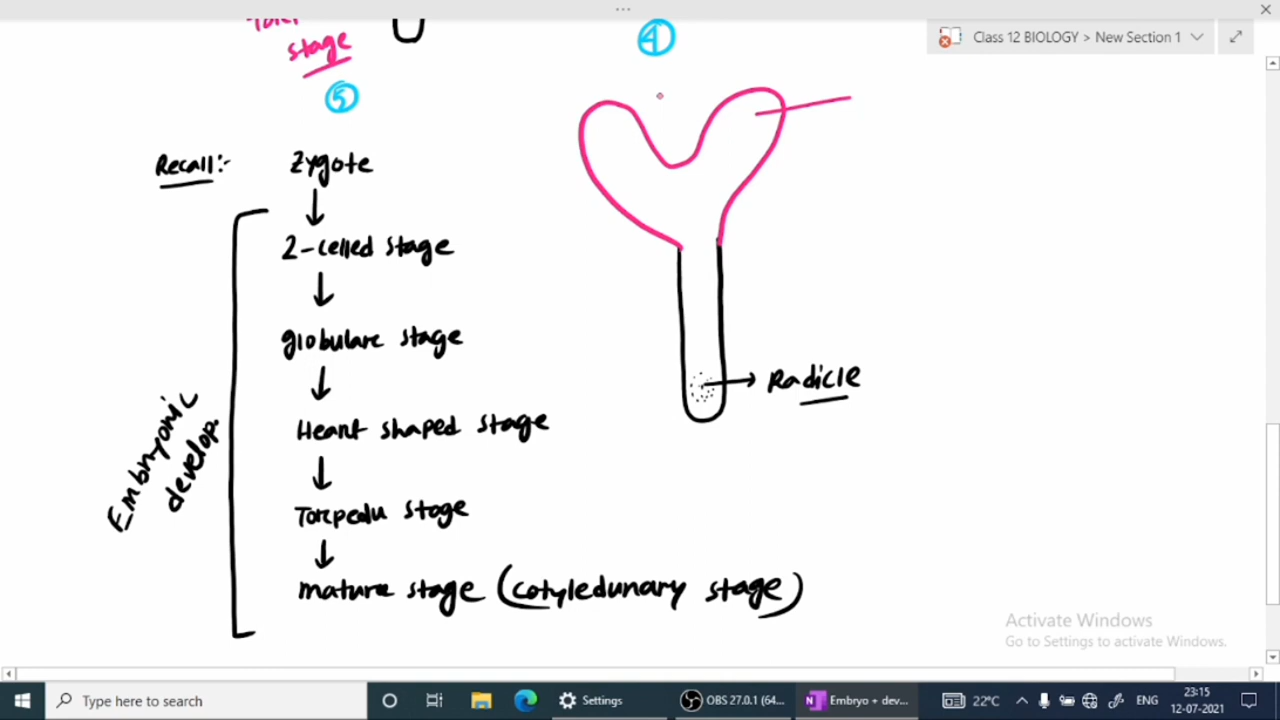 ...
Class 12 BIOLOGY > New Section 1
stage
4
5
Recall:-
Zygote
2-celled stage
globular stage
Heart shaped stage
Torpedu stage
mature stage (cotyledunary stage)
Embryonic
develop.
Radicle
Activate Windows
Go to Settings to activate Windows.
Type here to search
Settings
OBS 27.0.1 (64...
Embryo + dev...
22°C
ENG
23:15
12-07-2021